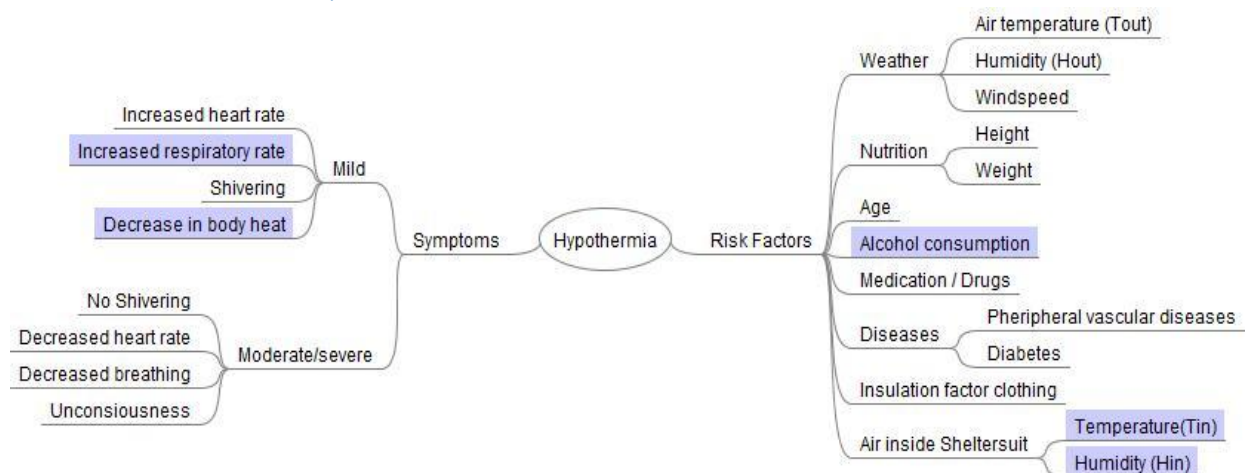 Increased heart rate
Increased respiratory rate
Shivering
Decrease in body heat
Mild
No Shivering
Decreased heart rate
Decreased breathing
Unconsiousness
Moderate/severe
Symptoms
Hypothermia
Risk Factors
Weather
Air temperature (Tout)
Humidity (Hout)
Windspeed
Nutrition
Height
Weight
Age
Alcohol consumption
Medication / Drugs
Diseases
Pheripheral vascular diseases
Diabetes
Insulation factor clothing
Air inside Sheltersuit
Temperature(Tin)
Humidity (Hin)